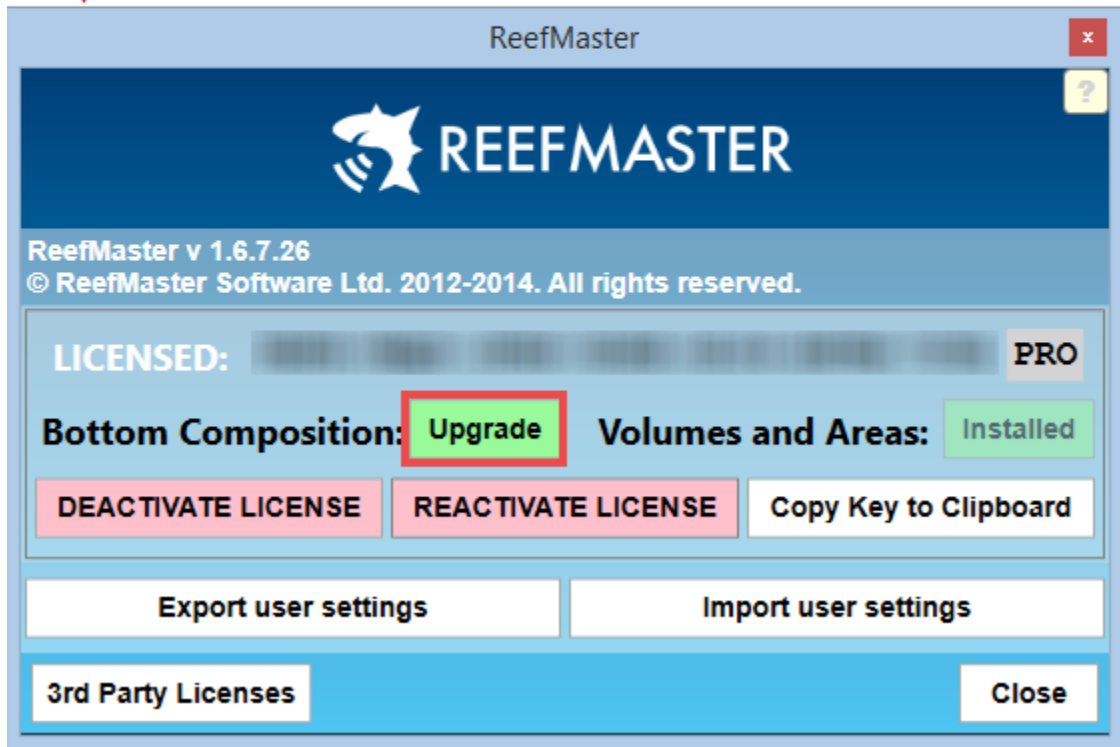 ReefMaster
x
?
REEFMASTER
ReefMaster v 1.6.7.26
© ReefMaster Software Ltd. 2012-2014. All rights reserved.
LICENSED: PRO
Bottom Composition: Upgrade Volumes and Areas: Installed
DEACTIVATE LICENSE REACTIVATE LICENSE Copy Key to Clipboard
Export user settings Import user settings
3rd Party Licenses Close